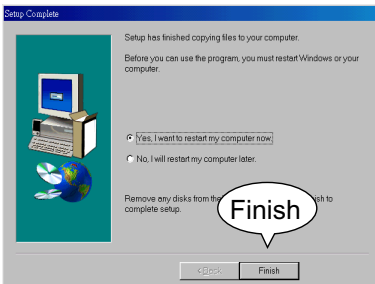 Setup Complete
Setup has finished copying files to your computer.
Before you can use the program, you must restart Windows or your
computer.
Yes, I want to restart my computer now.
No, I will restart my computer later.
Remove any disks from the ish to
complete setup.
Finish
< Back
Finish